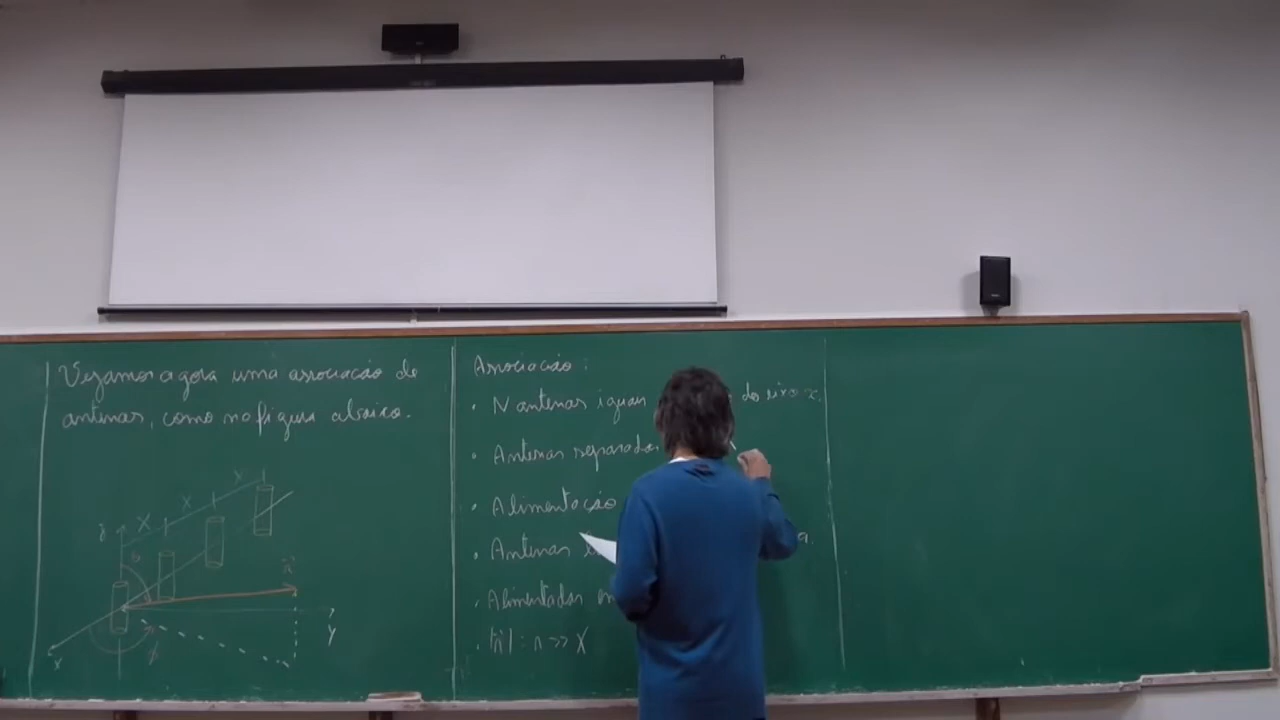 Vejamos agora uma associação de
antenas, como na figura abaixo.
x
x
x
z
θ
r
y
x
φ
Associação:
• N antenas iguais do eixo x.
• Antenas separadas
• Alimentação
• Antenas
• Alimentadas em